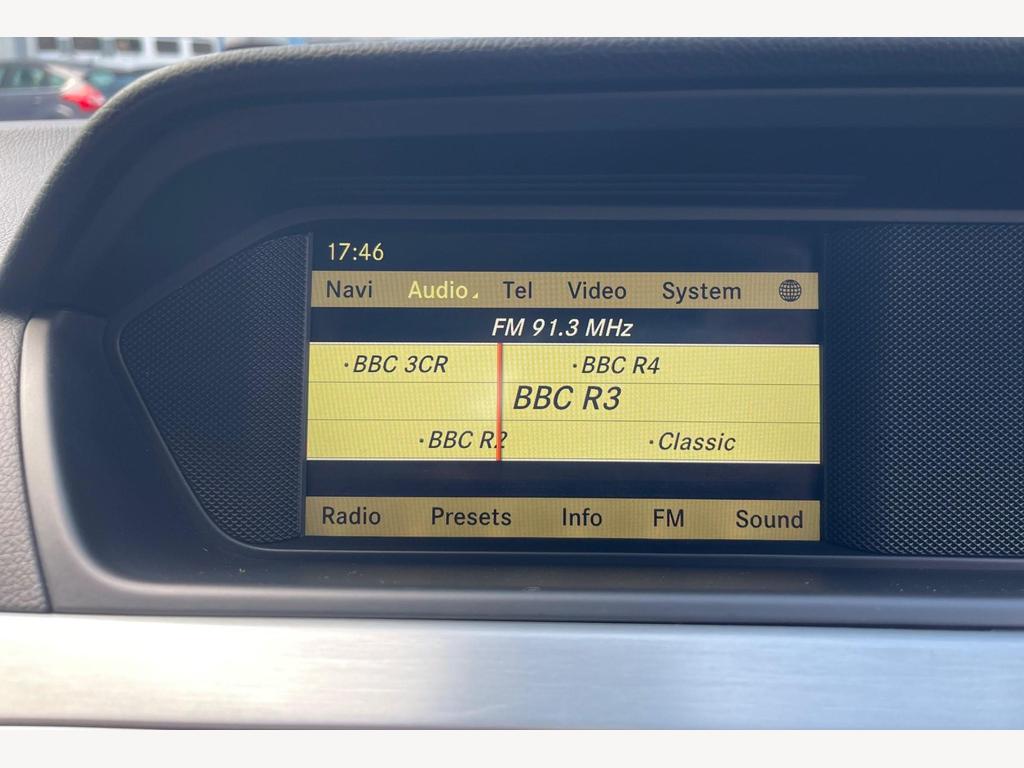 17:46
Navi Audio Tel Video System
FM 91.3 MHz
·BBC 3CR ·BBC R4
BBC R3
·BBC R2 ·Classic
Radio Presets Info FM Sound